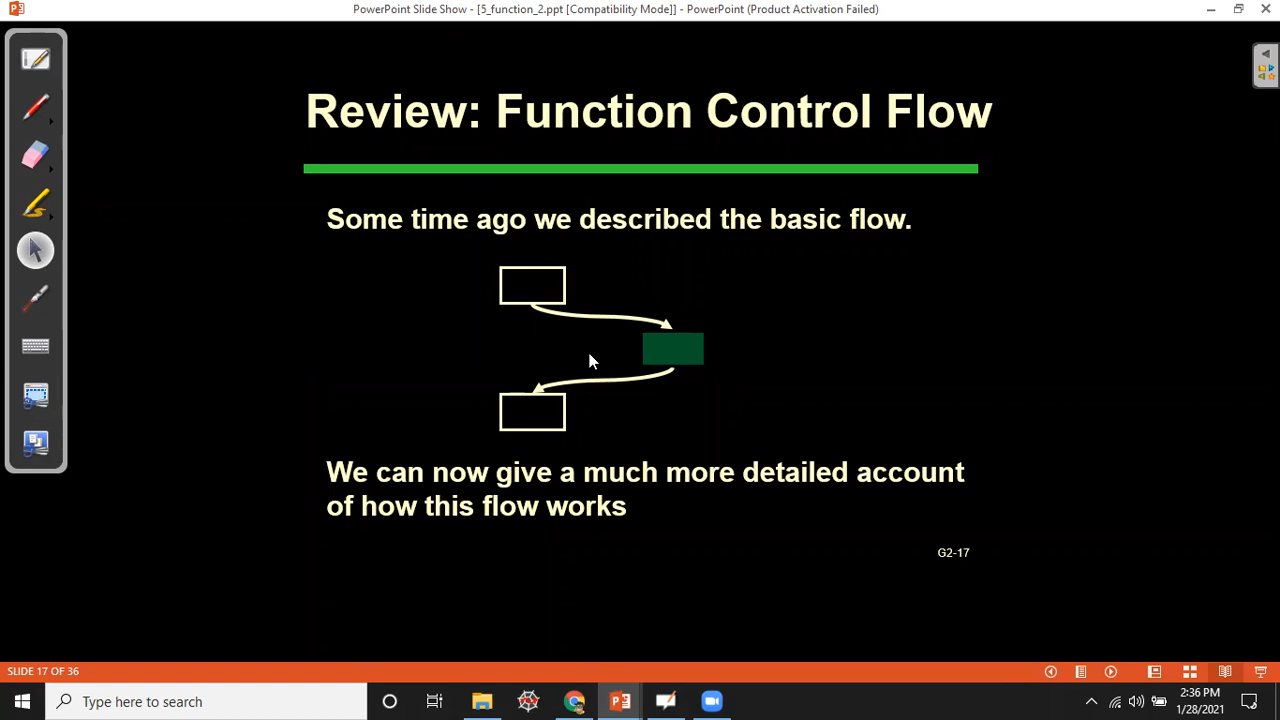 PowerPoint Slide Show - [5_function_2.ppt [Compatibility Mode]] - PowerPoint (Product Activation Failed)
Review: Function Control Flow
Some time ago we described the basic flow.
We can now give a much more detailed account
of how this flow works
G2-17
SLIDE 17 OF 36
Type here to search
2:36 PM
1/28/2021